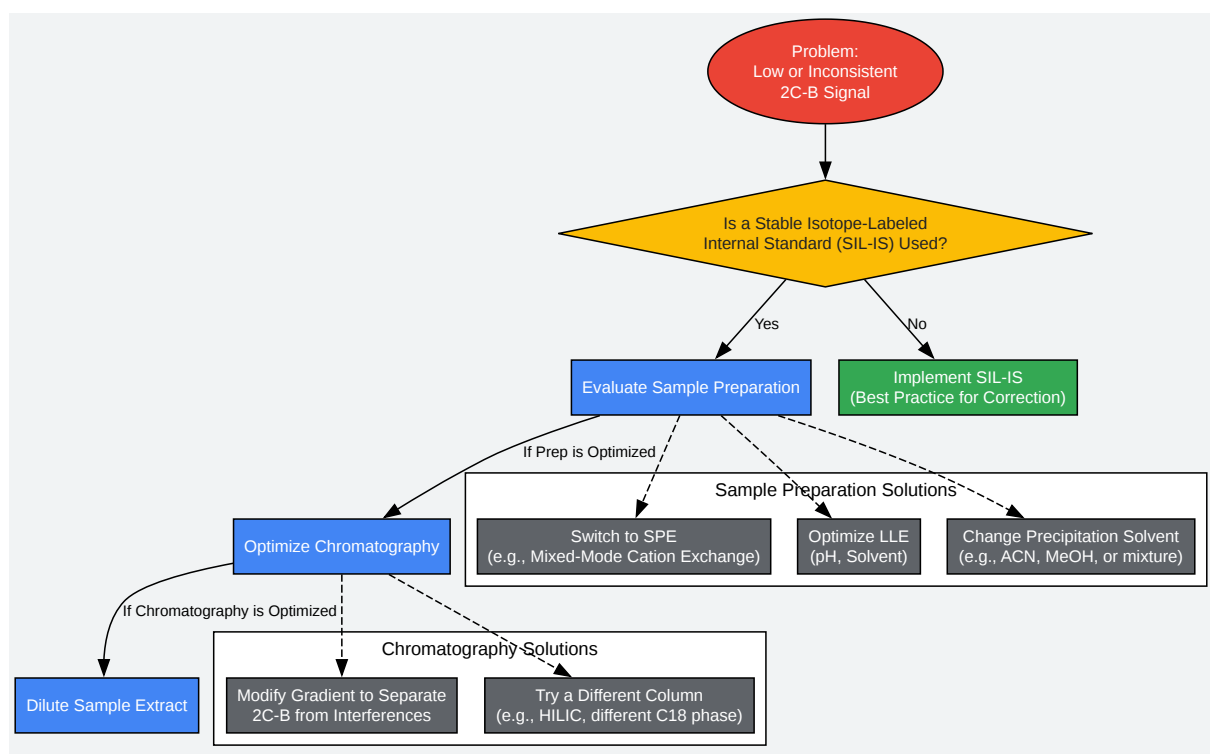 Problem:
Low or Inconsistent
2C-B Signal
Is a Stable Isotope-Labeled
Internal Standard (SIL-IS) Used?
Yes
No
Evaluate Sample Preparation
Implement SIL-IS
(Best Practice for Correction)
If Prep is Optimized
Sample Preparation Solutions
Optimize Chromatography
Switch to SPE
(e.g., Mixed-Mode Cation Exchange)
Optimize LLE
(pH, Solvent)
Change Precipitation Solvent
(e.g., ACN, MeOH, or mixture)
If Chromatography is Optimized
Chromatography Solutions
Dilute Sample Extract
Modify Gradient to Separate
2C-B from Interferences
Try a Different Column
(e.g., HILIC, different C18 phase)